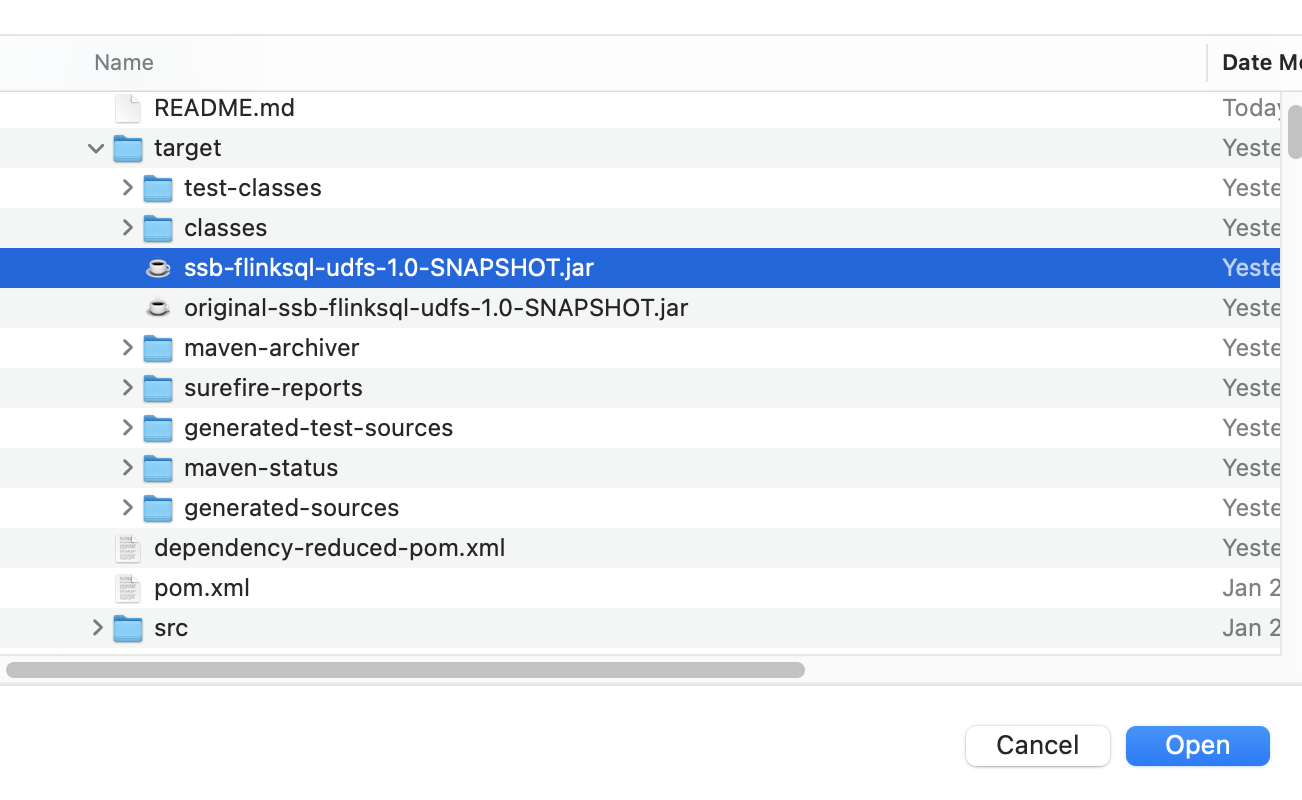 Name Date Mo
README.md Today
target Yeste
test-classes Yeste
classes Yeste
ssb-flinksql-udfs-1.0-SNAPSHOT.jar Yeste
original-ssb-flinksql-udfs-1.0-SNAPSHOT.jar Yeste
maven-archiver Yeste
surefire-reports Yeste
generated-test-sources Yeste
maven-status Yeste
generated-sources Yeste
dependency-reduced-pom.xml Yeste
pom.xml Jan 2
src Jan 2
Cancel Open